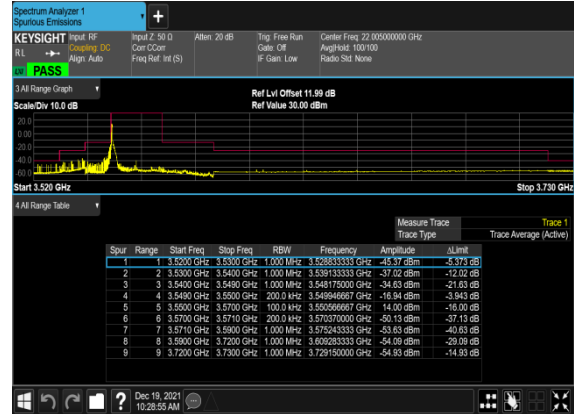 Spectrum Analyzer 1
Spurious Emissions
+
KEYSIGHT Input: RF Input Z: 50 Ω Atten: 20 dB Trig: Free Run Center Freq: 22.005000000 GHz
RL Coupling: DC Corr CCorr Gate: Off Avg|Hold: 100/100
Align: Auto Freq Ref: Int (S) IF Gain: Low Radio Std: None
PASS
3 All Range Graph
Ref Lvl Offset 11.99 dB
Scale/Div 10.0 dB Ref Value 30.00 dBm
20.0
0.00
-20.0
-40.0
-60.0
Start 3.520 GHz Stop 3.730 GHz
4 All Range Table
Measure Trace Trace 1
Trace Type Trace Average (Active)
Spur Range Start Freq Stop Freq RBW Frequency Amplitude ΔLimit
1 1 3.5200 GHz 3.5300 GHz 1.000 MHz 3.528833333 GHz -45.37 dBm -5.373 dB
2 2 3.5300 GHz 3.5400 GHz 1.000 MHz 3.539133333 GHz -37.02 dBm -12.02 dB
3 3 3.5400 GHz 3.5490 GHz 1.000 MHz 3.548175000 GHz -34.63 dBm -21.63 dB
4 4 3.5490 GHz 3.5500 GHz 200.0 kHz 3.549946667 GHz -16.94 dBm -3.943 dB
5 5 3.5500 GHz 3.5700 GHz 100.0 kHz 3.550566667 GHz 14.00 dBm -16.00 dB
6 6 3.5700 GHz 3.5710 GHz 200.0 kHz 3.570370000 GHz -50.13 dBm -37.13 dB
7 7 3.5710 GHz 3.5900 GHz 1.000 MHz 3.575243333 GHz -53.63 dBm -40.63 dB
8 8 3.5900 GHz 3.7200 GHz 1.000 MHz 3.609283333 GHz -54.09 dBm -29.09 dB
9 9 3.7200 GHz 3.7300 GHz 1.000 MHz 3.729150000 GHz -54.93 dBm -14.93 dB
? Dec 19, 2021
10:28:55 AM